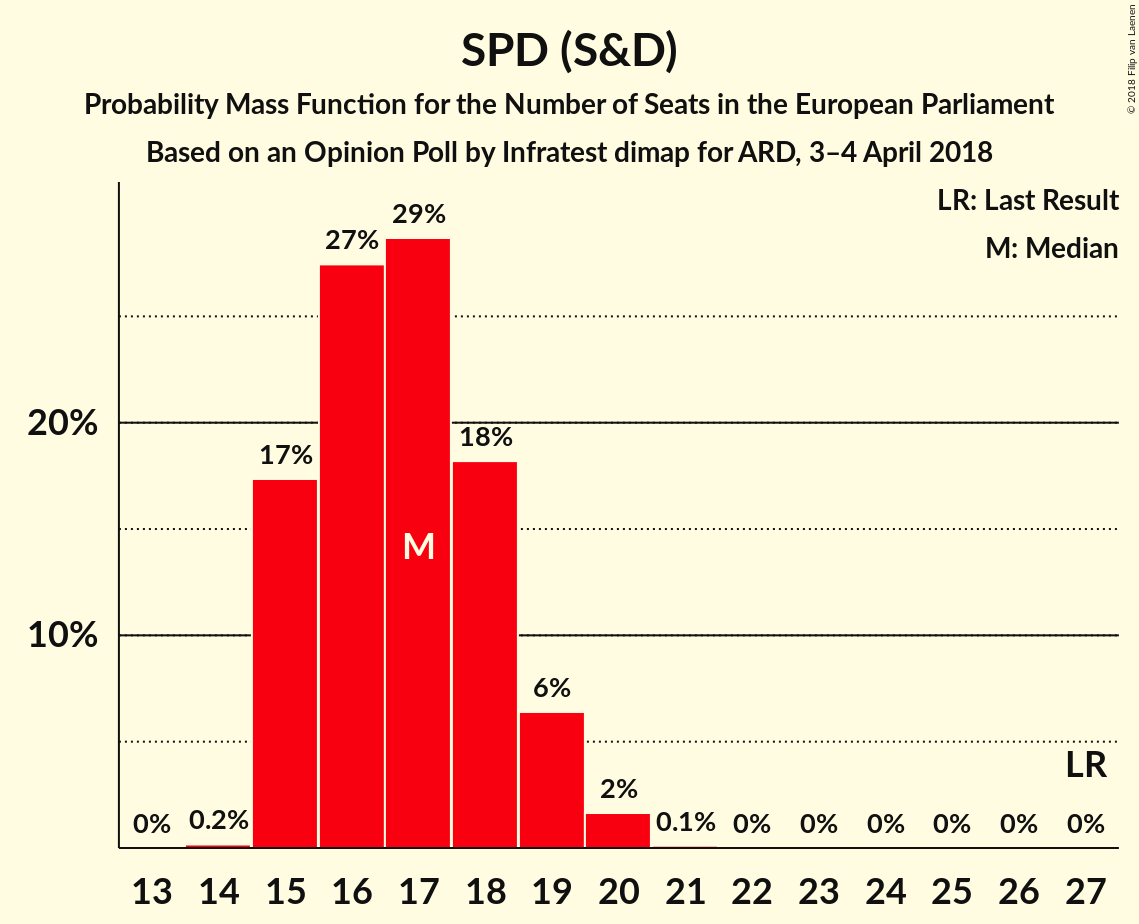 SPD (S&D)
Probability Mass Function for the Number of Seats in the European Parliament
Based on an Opinion Poll by Infratest dimap for ARD, 3–4 April 2018
© 2018 Filip van Laenen
LR: Last Result
M: Median
29%
27%
20%
18%
17%
M
10%
6%
LR
2%
0% 0.2% 0.1% 0% 0% 0% 0% 0% 0%
13 14 15 16 17 18 19 20 21 22 23 24 25 26 27